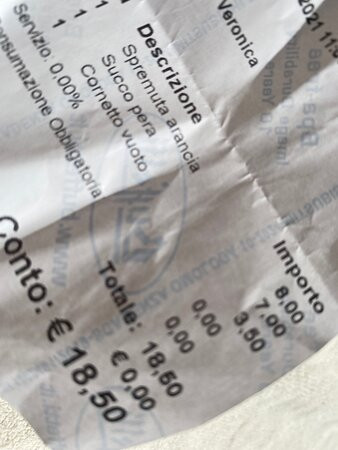 2021 11:
Veronica
Descrizione Importo
1 Spremuta arancia 8,00
1 Succo pera 7,00
1 Cornetto vuoto 3,50
0,00
Servizio: 0.00% 0,00
Totale: 18,50
€ 0,00
Consumazione Obbligatoria
Conto: € 18,50